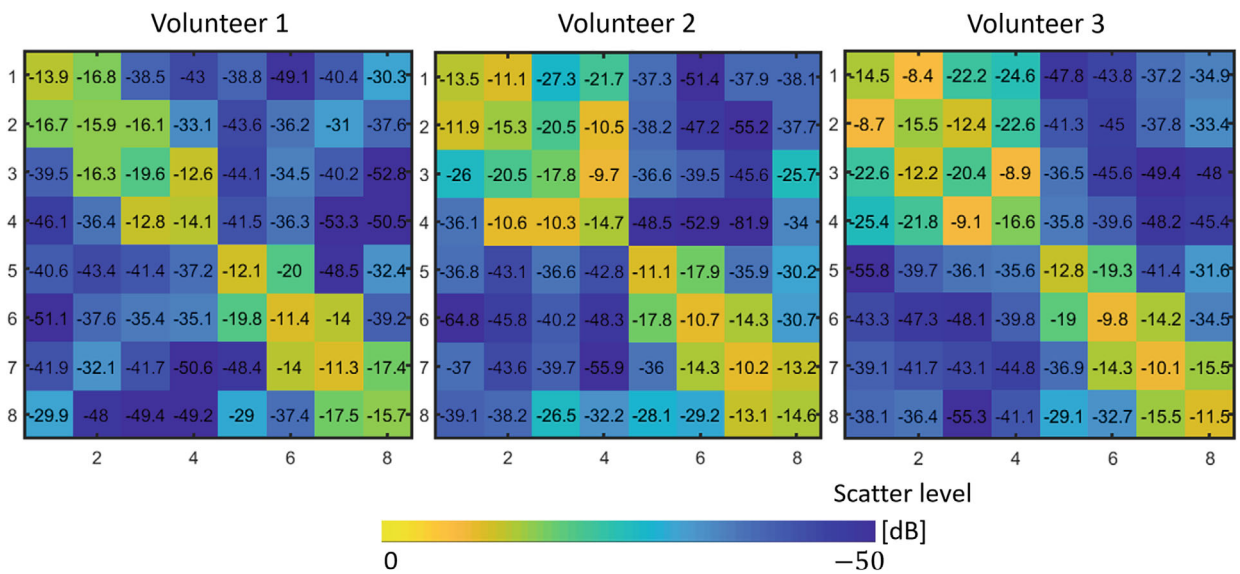 Volunteer 1 Volunteer 2 Volunteer 3
1 -13.9 -16.8 -38.5 -43 -38.8 -49.1 -40.4 -30.3 1 -13.5 -11.1 -27.3 -21.7 -37.3 -51.4 -37.9 -38.1 1 -14.5 -8.4 -22.2 -24.6 -47.8 -43.8 -37.2 -34.9
2 -16.7 -15.9 -16.1 -33.1 -43.6 -36.2 -31 -37.6 2 -11.9 -15.3 -20.5 -10.5 -38.2 -47.2 -55.2 -37.7 2 -8.7 -15.5 -12.4 -22.6 -41.3 -45 -37.8 -33.4
3 -39.5 -16.3 -19.6 -12.6 -44.1 -34.5 -40.2 -52.8 3 -26 -20.5 -17.8 -9.7 -36.6 -39.5 -45.6 -25.7 3 -22.6 -12.2 -20.4 -8.9 -36.5 -45.6 -49.4 -48
4 -46.1 -36.4 -12.8 -14.1 -41.5 -36.3 -53.3 -50.5 4 -36.1 -10.6 -10.3 -14.7 -48.5 -52.9 -81.9 -34 4 -25.4 -21.8 -9.1 -16.6 -35.8 -39.6 -48.2 -45.4
5 -40.6 -43.4 -41.4 -37.2 -12.1 -20 -48.5 -32.4 5 -36.8 -43.1 -36.6 -42.8 -11.1 -17.9 -35.9 -30.2 5 -55.8 -39.7 -36.1 -35.6 -12.8 -19.3 -41.4 -31.6
6 -51.1 -37.6 -35.4 -35.1 -19.8 -11.4 -14 -39.2 6 -64.8 -45.8 -40.2 -48.3 -17.8 -10.7 -14.3 -30.7 6 -43.3 -47.3 -48.1 -39.8 -19 -9.8 -14.2 -34.5
7 -41.9 -32.1 -41.7 -50.6 -48.4 -14 -11.3 -17.4 7 -37 -43.6 -39.7 -55.9 -36 -14.3 -10.2 -13.2 7 -39.1 -41.7 -43.1 -44.8 -36.9 -14.3 -10.1 -15.5
8 -29.9 -48 -49.4 -49.2 -29 -37.4 -17.5 -15.7 8 -39.1 -38.2 -26.5 -32.2 -28.1 -29.2 -13.1 -14.6 8 -38.1 -36.4 -55.3 -41.1 -29.1 -32.7 -15.5 -11.5
2 4 6 8 2 4 6 8 2 4 6 8
Scatter level
[dB]
0 −50